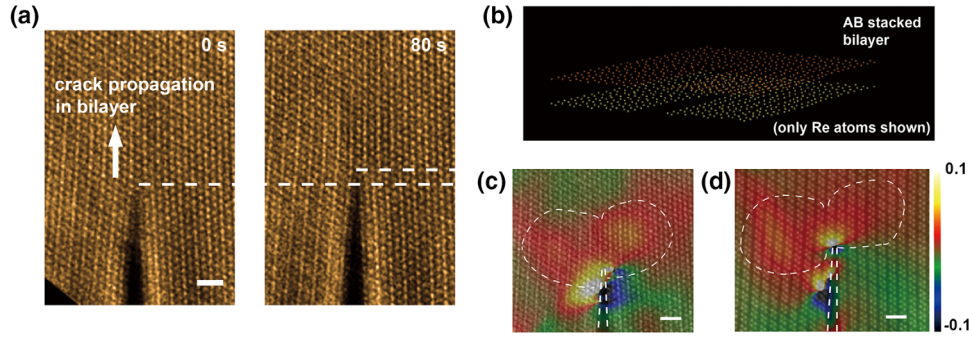 (a)
0 s
80 s
crack propagation
in bilayer
(b)
AB stacked
bilayer
(only Re atoms shown)
(c)
(d)
0.1
-0.1